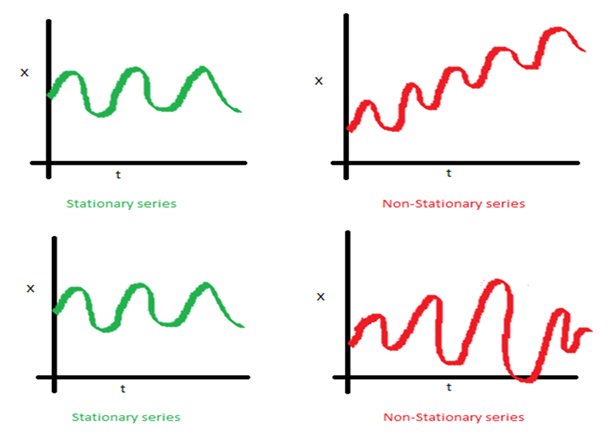 x
t
Stationary series
x
t
Non-Stationary series
x
t
Stationary series
x
t
Non-Stationary series